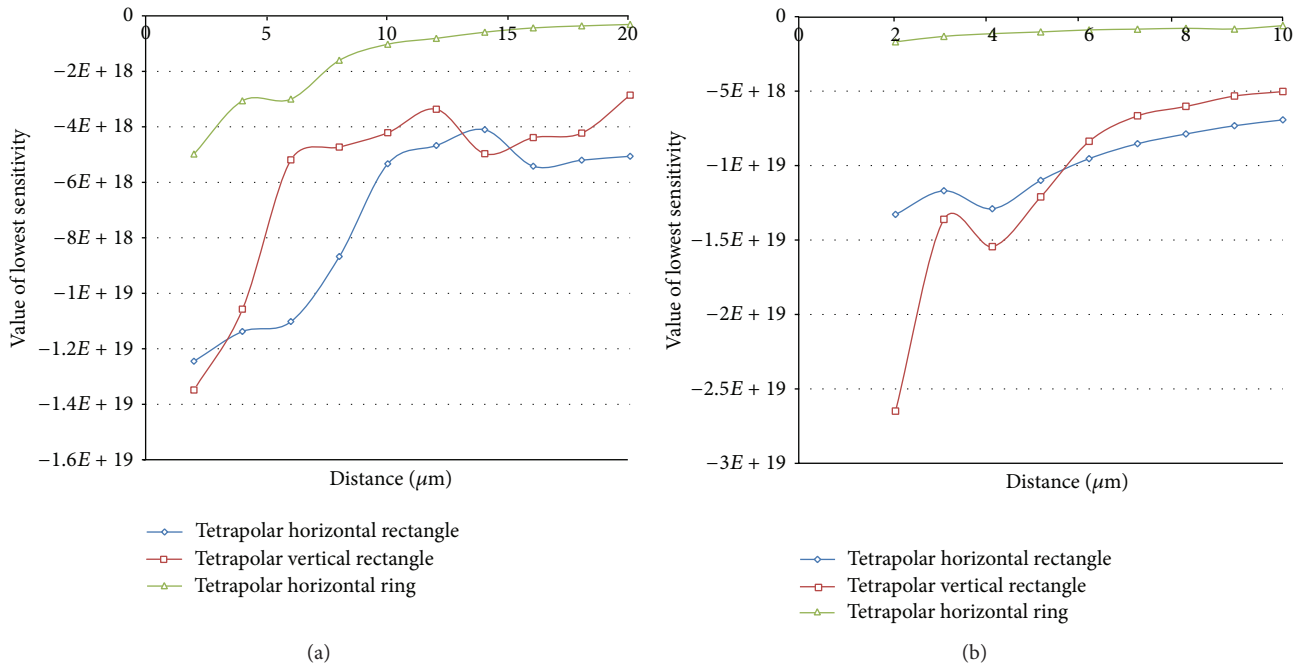 0
0 5 10 15 20
−2E + 18
−4E + 18
−6E + 18
−8E + 18
−1E + 19
−1.2E + 19
−1.4E + 19
−1.6E + 19
Value of lowest sensitivity
Distance (μm)
Tetrapolar horizontal rectangle
Tetrapolar vertical rectangle
Tetrapolar horizontal ring
(a)
0
0 2 4 6 8 10
−5E + 18
−1E + 19
−1.5E + 19
−2E + 19
−2.5E + 19
−3E + 19
Value of lowest sensitivity
Distance (μm)
Tetrapolar horizontal rectangle
Tetrapolar vertical rectangle
Tetrapolar horizontal ring
(b)